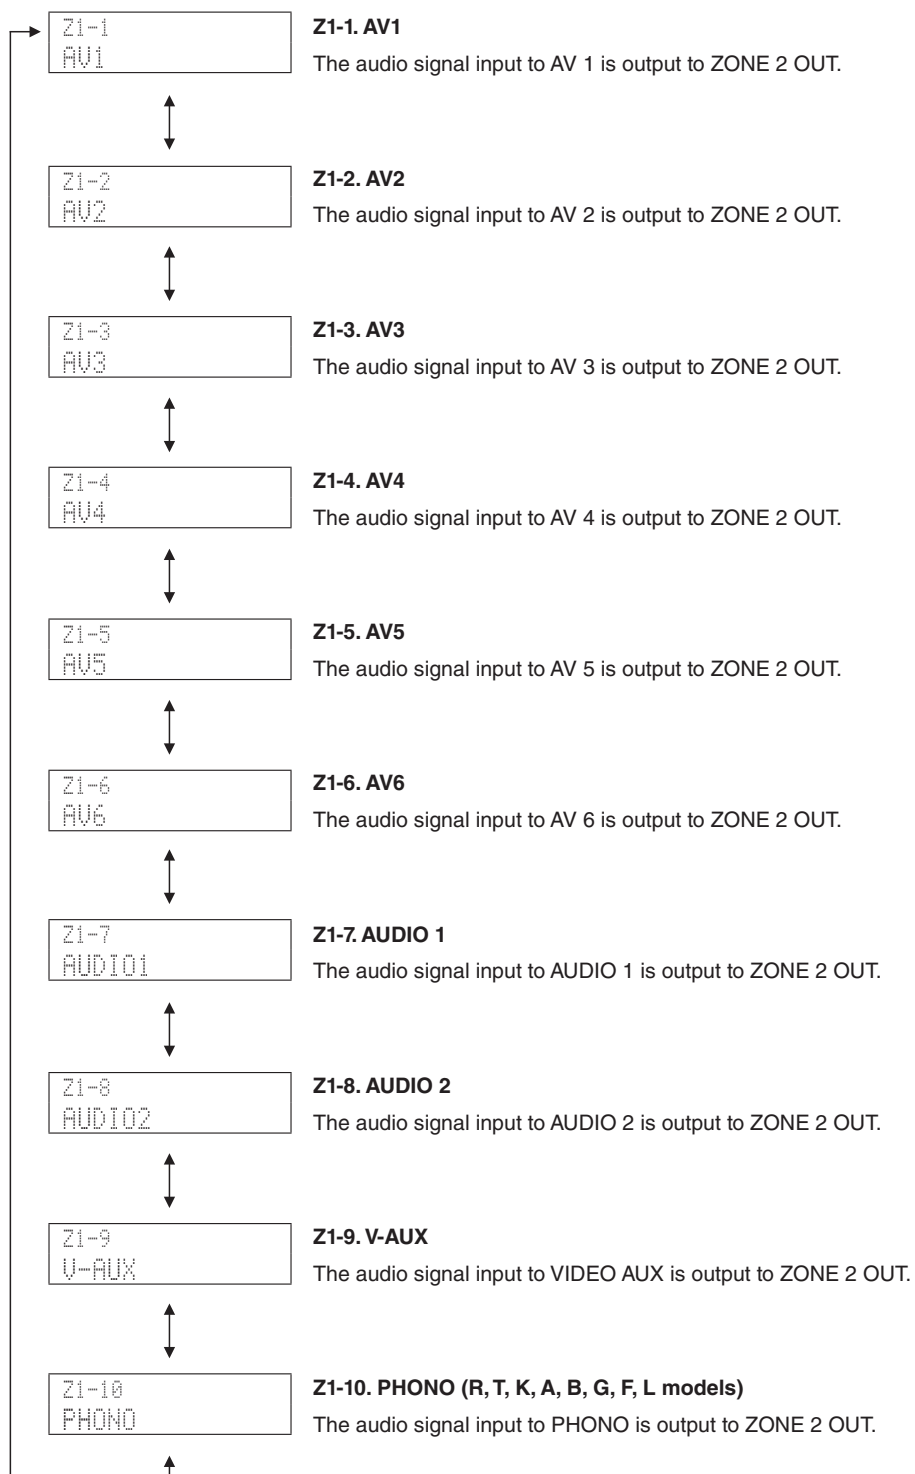 Z1-1
AV1
Z1-1. AV1
The audio signal input to AV 1 is output to ZONE 2 OUT.
Z1-2
AV2
Z1-2. AV2
The audio signal input to AV 2 is output to ZONE 2 OUT.
Z1-3
AV3
Z1-3. AV3
The audio signal input to AV 3 is output to ZONE 2 OUT.
Z1-4
AV4
Z1-4. AV4
The audio signal input to AV 4 is output to ZONE 2 OUT.
Z1-5
AV5
Z1-5. AV5
The audio signal input to AV 5 is output to ZONE 2 OUT.
Z1-6
AV6
Z1-6. AV6
The audio signal input to AV 6 is output to ZONE 2 OUT.
Z1-7
AUDIO1
Z1-7. AUDIO 1
The audio signal input to AUDIO 1 is output to ZONE 2 OUT.
Z1-8
AUDIO2
Z1-8. AUDIO 2
The audio signal input to AUDIO 2 is output to ZONE 2 OUT.
Z1-9
V-AUX
Z1-9. V-AUX
The audio signal input to VIDEO AUX is output to ZONE 2 OUT.
Z1-10
PHONO
Z1-10. PHONO (R, T, K, A, B, G, F, L models)
The audio signal input to PHONO is output to ZONE 2 OUT.